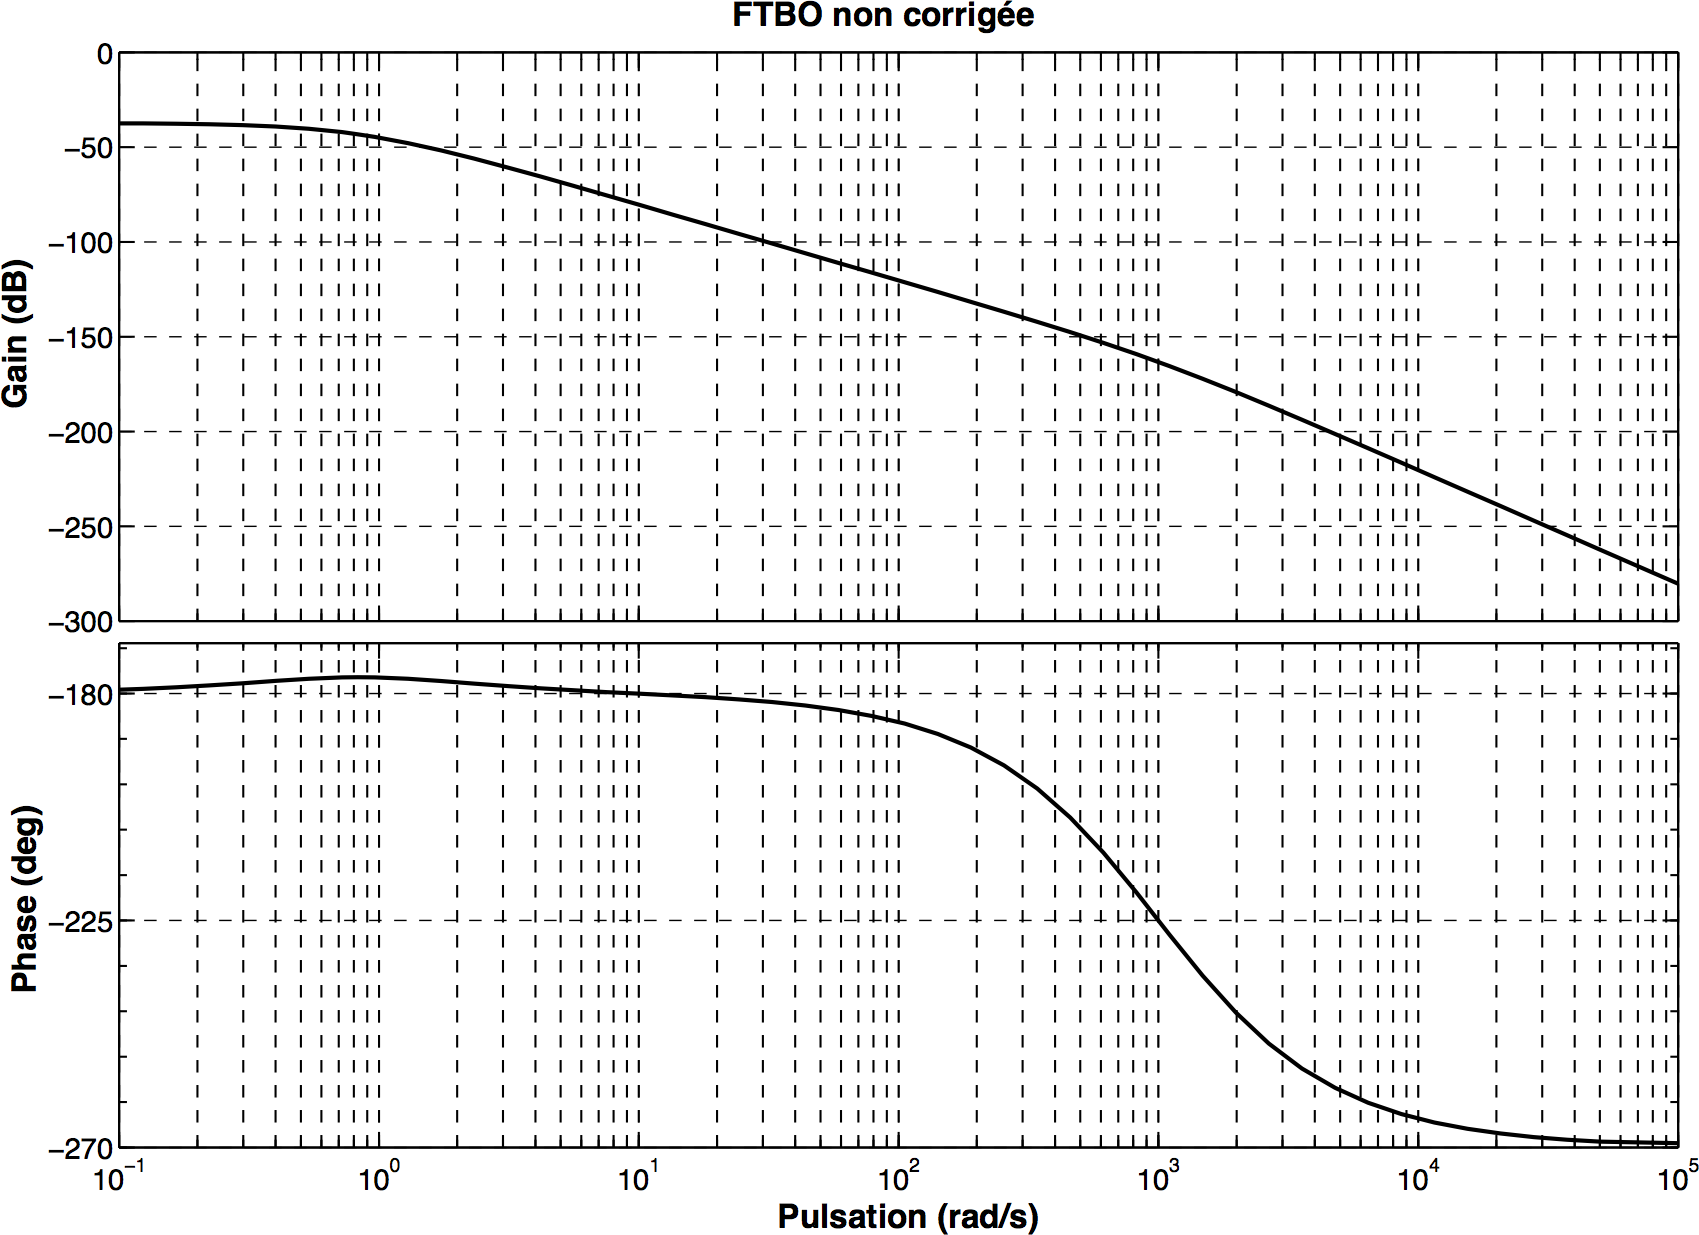 FTBO non corrigée
0
−50
−100
−150
−200
−250
−300
Gain (dB)
−180
−225
−270
Phase (deg)
10⁻¹ 10⁰ 10¹ 10² 10³ 10⁴ 10⁵
Pulsation (rad/s)